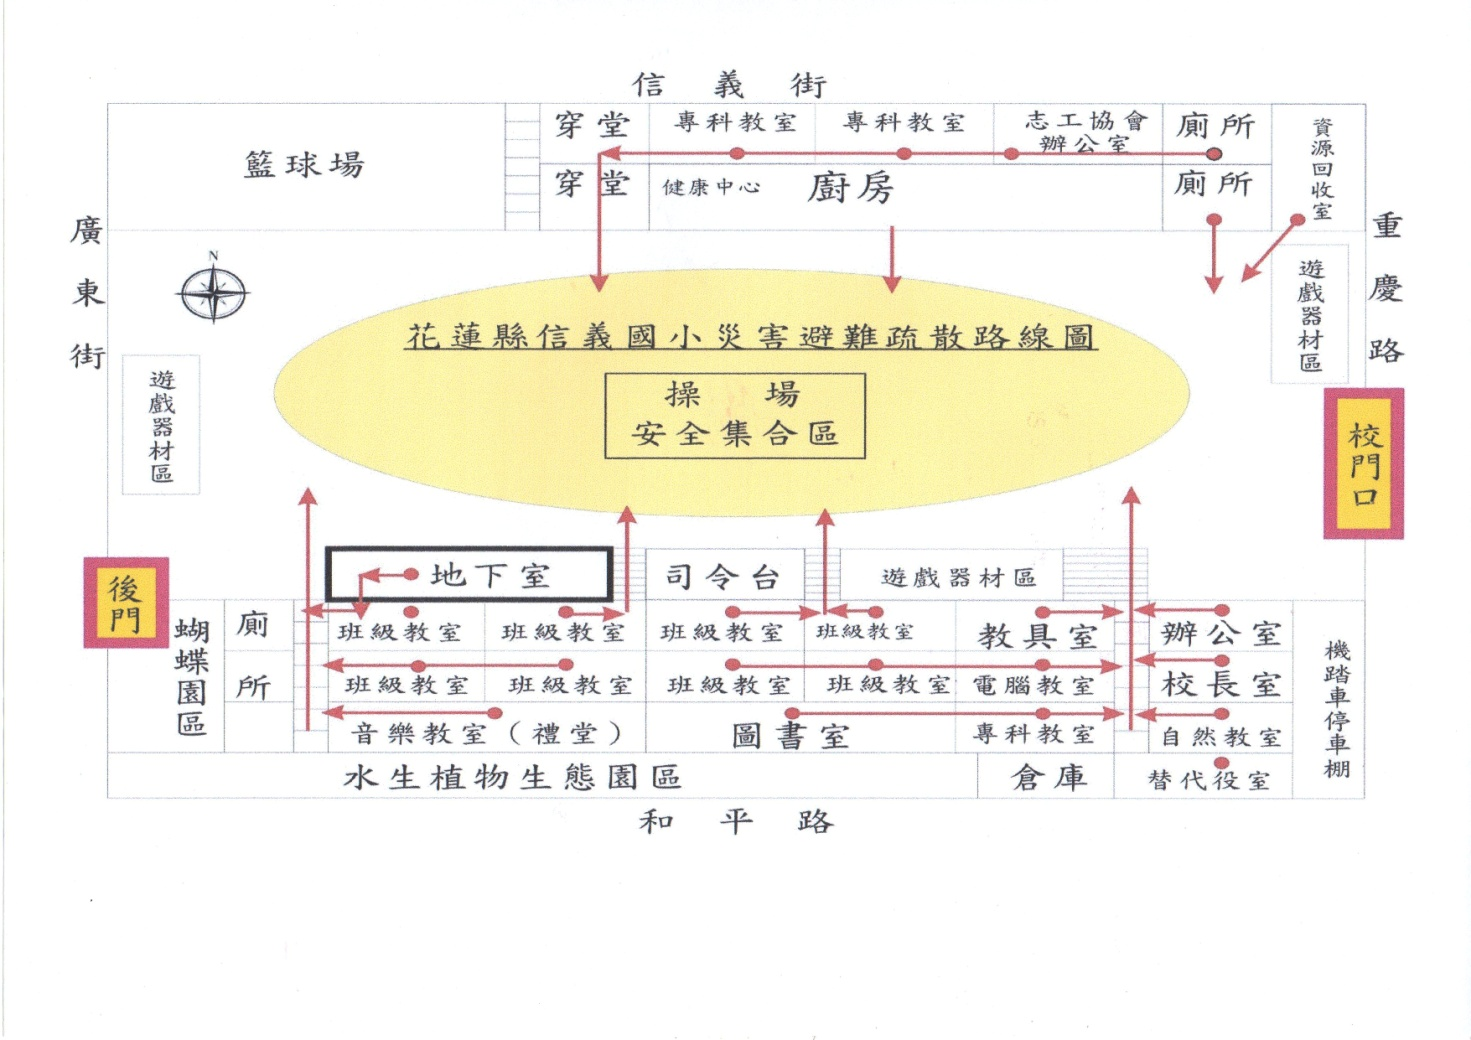 信義街
籃球場
穿堂
專科教室
專科教室
志工協會
辦公室
廁所
資源回收室
穿堂
健康中心
廚房
廁所
廣東街
重慶路
N
遊戲器材區
花蓮縣信義國小災害避難疏散路線圖
操場
安全集合區
遊戲器材區
校門口
後門
地下室
司令台
遊戲器材區
蝴蝶園區
廁所
班級教室
班級教室
班級教室
班級教室
教具室
辦公室
機踏車停車棚
班級教室
班級教室
班級教室
班級教室
電腦教室
校長室
音樂教室（禮堂）
圖書室
專科教室
自然教室
水生植物生態園區
倉庫
替代役室
和平路